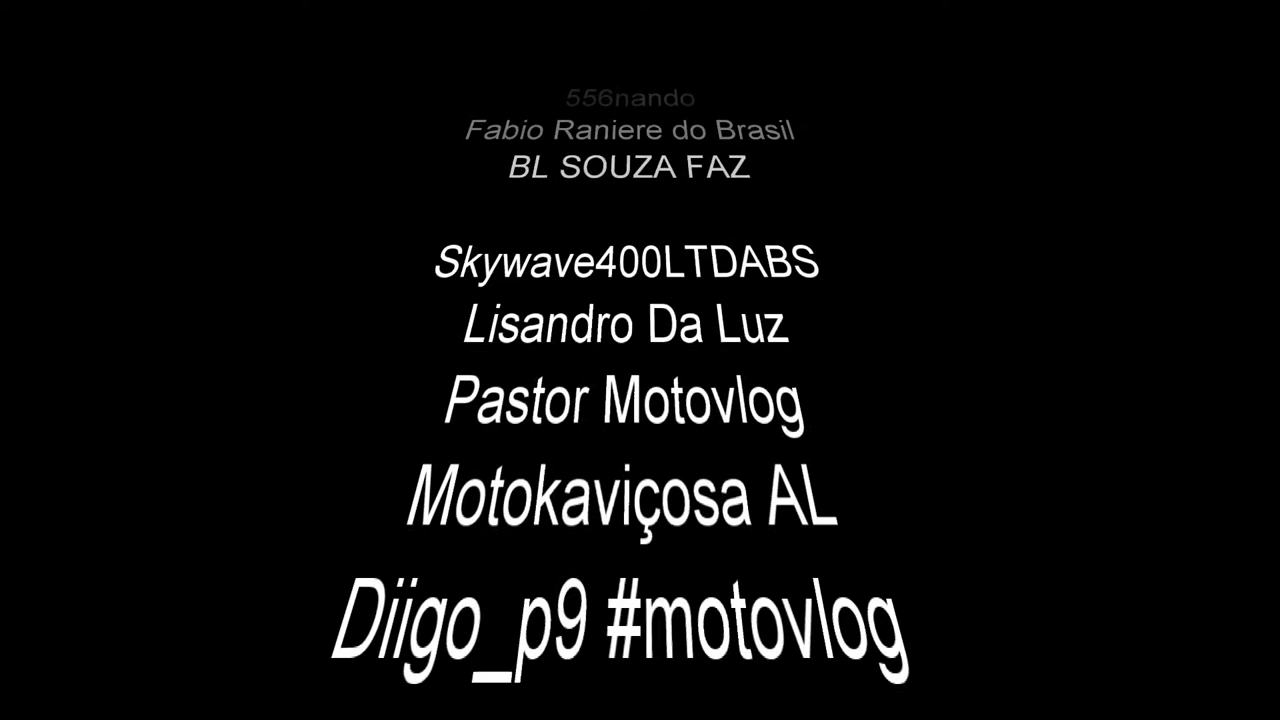 556nando
Fabio Raniere do Brasil
BL SOUZA FAZ
Skywave400LTDABS
Lisandro Da Luz
Pastor Motovlog
Motokaviçosa AL
Diigo_p9 #motovlog